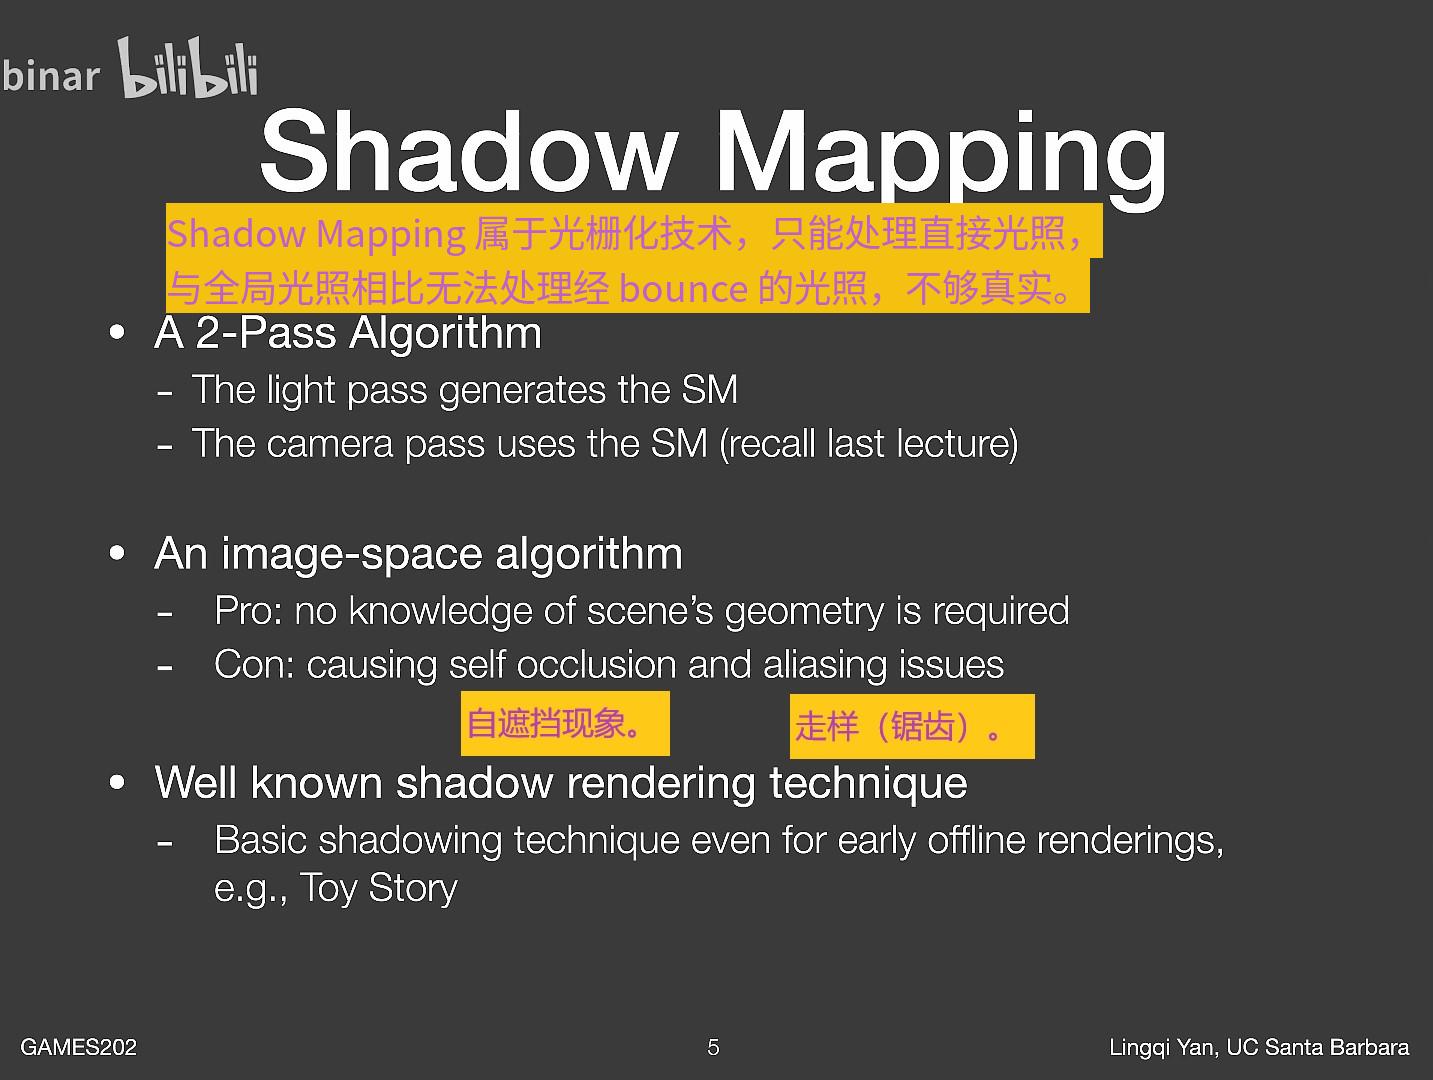 binar bilibili
Shadow Mapping
Shadow Mapping 属于光栅化技术，只能处理直接光照，
与全局光照相比无法处理经 bounce 的光照，不够真实。
• A 2-Pass Algorithm
- The light pass generates the SM
- The camera pass uses the SM (recall last lecture)
• An image-space algorithm
- Pro: no knowledge of scene’s geometry is required
- Con: causing self occlusion and aliasing issues
自遮挡现象。 走样（锯齿）。
• Well known shadow rendering technique
- Basic shadowing technique even for early offline renderings,
e.g., Toy Story
GAMES202 5 Lingqi Yan, UC Santa Barbara